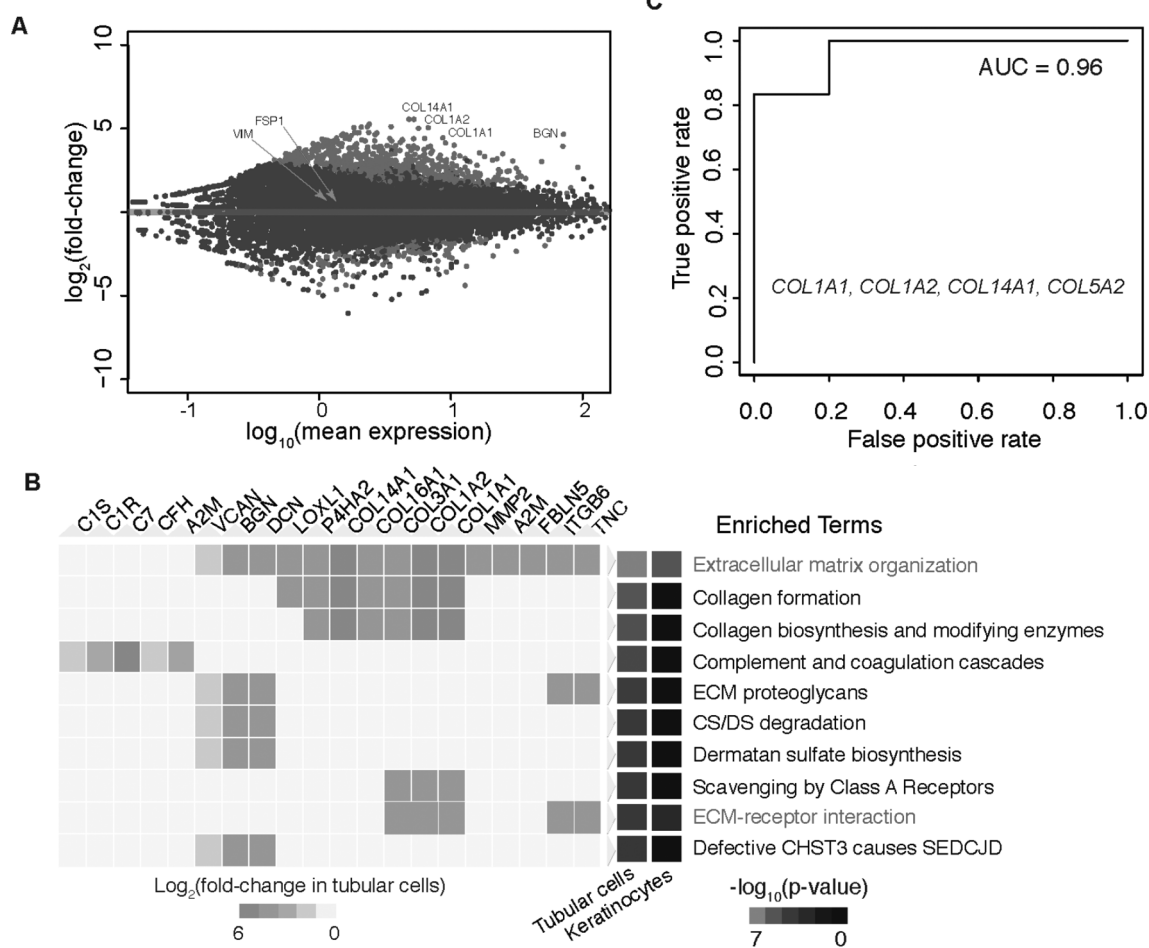 A
10
5
0
−5
−10
log2(fold-change)
COL14A1
FSP1
COL1A2
VIM
COL1A1
BGN
-1
0
1
2
log10(mean expression)
C
1.0
0.8
0.6
0.4
0.2
0.0
True positive rate
AUC = 0.96
COL1A1, COL1A2, COL14A1, COL5A2
0.0
0.2
0.4
0.6
0.8
1.0
False positive rate
B
C1S
C1R
C7
CFH
A2M
VCAN
BGN
DCN
LOXL1
P4HA2
COL14A1
COL16A1
COL3A1
COL1A2
COL1A1
MMP2
A2M
FBLN5
ITGB6
TNC
Enriched Terms
Extracellular matrix organization
Collagen formation
Collagen biosynthesis and modifying enzymes
Complement and coagulation cascades
ECM proteoglycans
CS/DS degradation
Dermatan sulfate biosynthesis
Scavenging by Class A Receptors
ECM-receptor interaction
Defective CHST3 causes SEDCJD
Log2(fold-change in tubular cells)
6
0
Tubular cells
Keratinocytes
-log10(p-value)
7
0